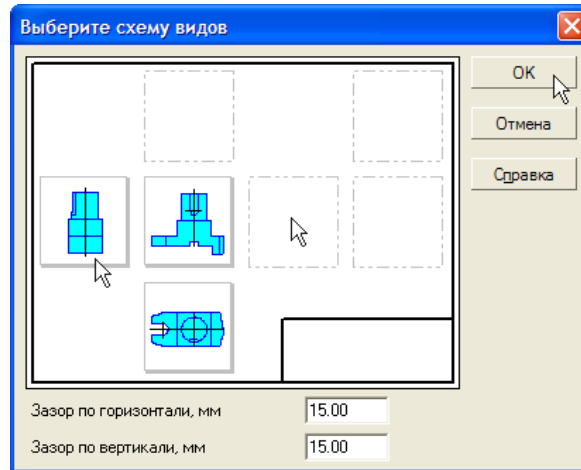 Выберите схему видов
OK
Отмена
Справка
Зазор по горизонтали, мм 15.00
Зазор по вертикали, мм 15.00